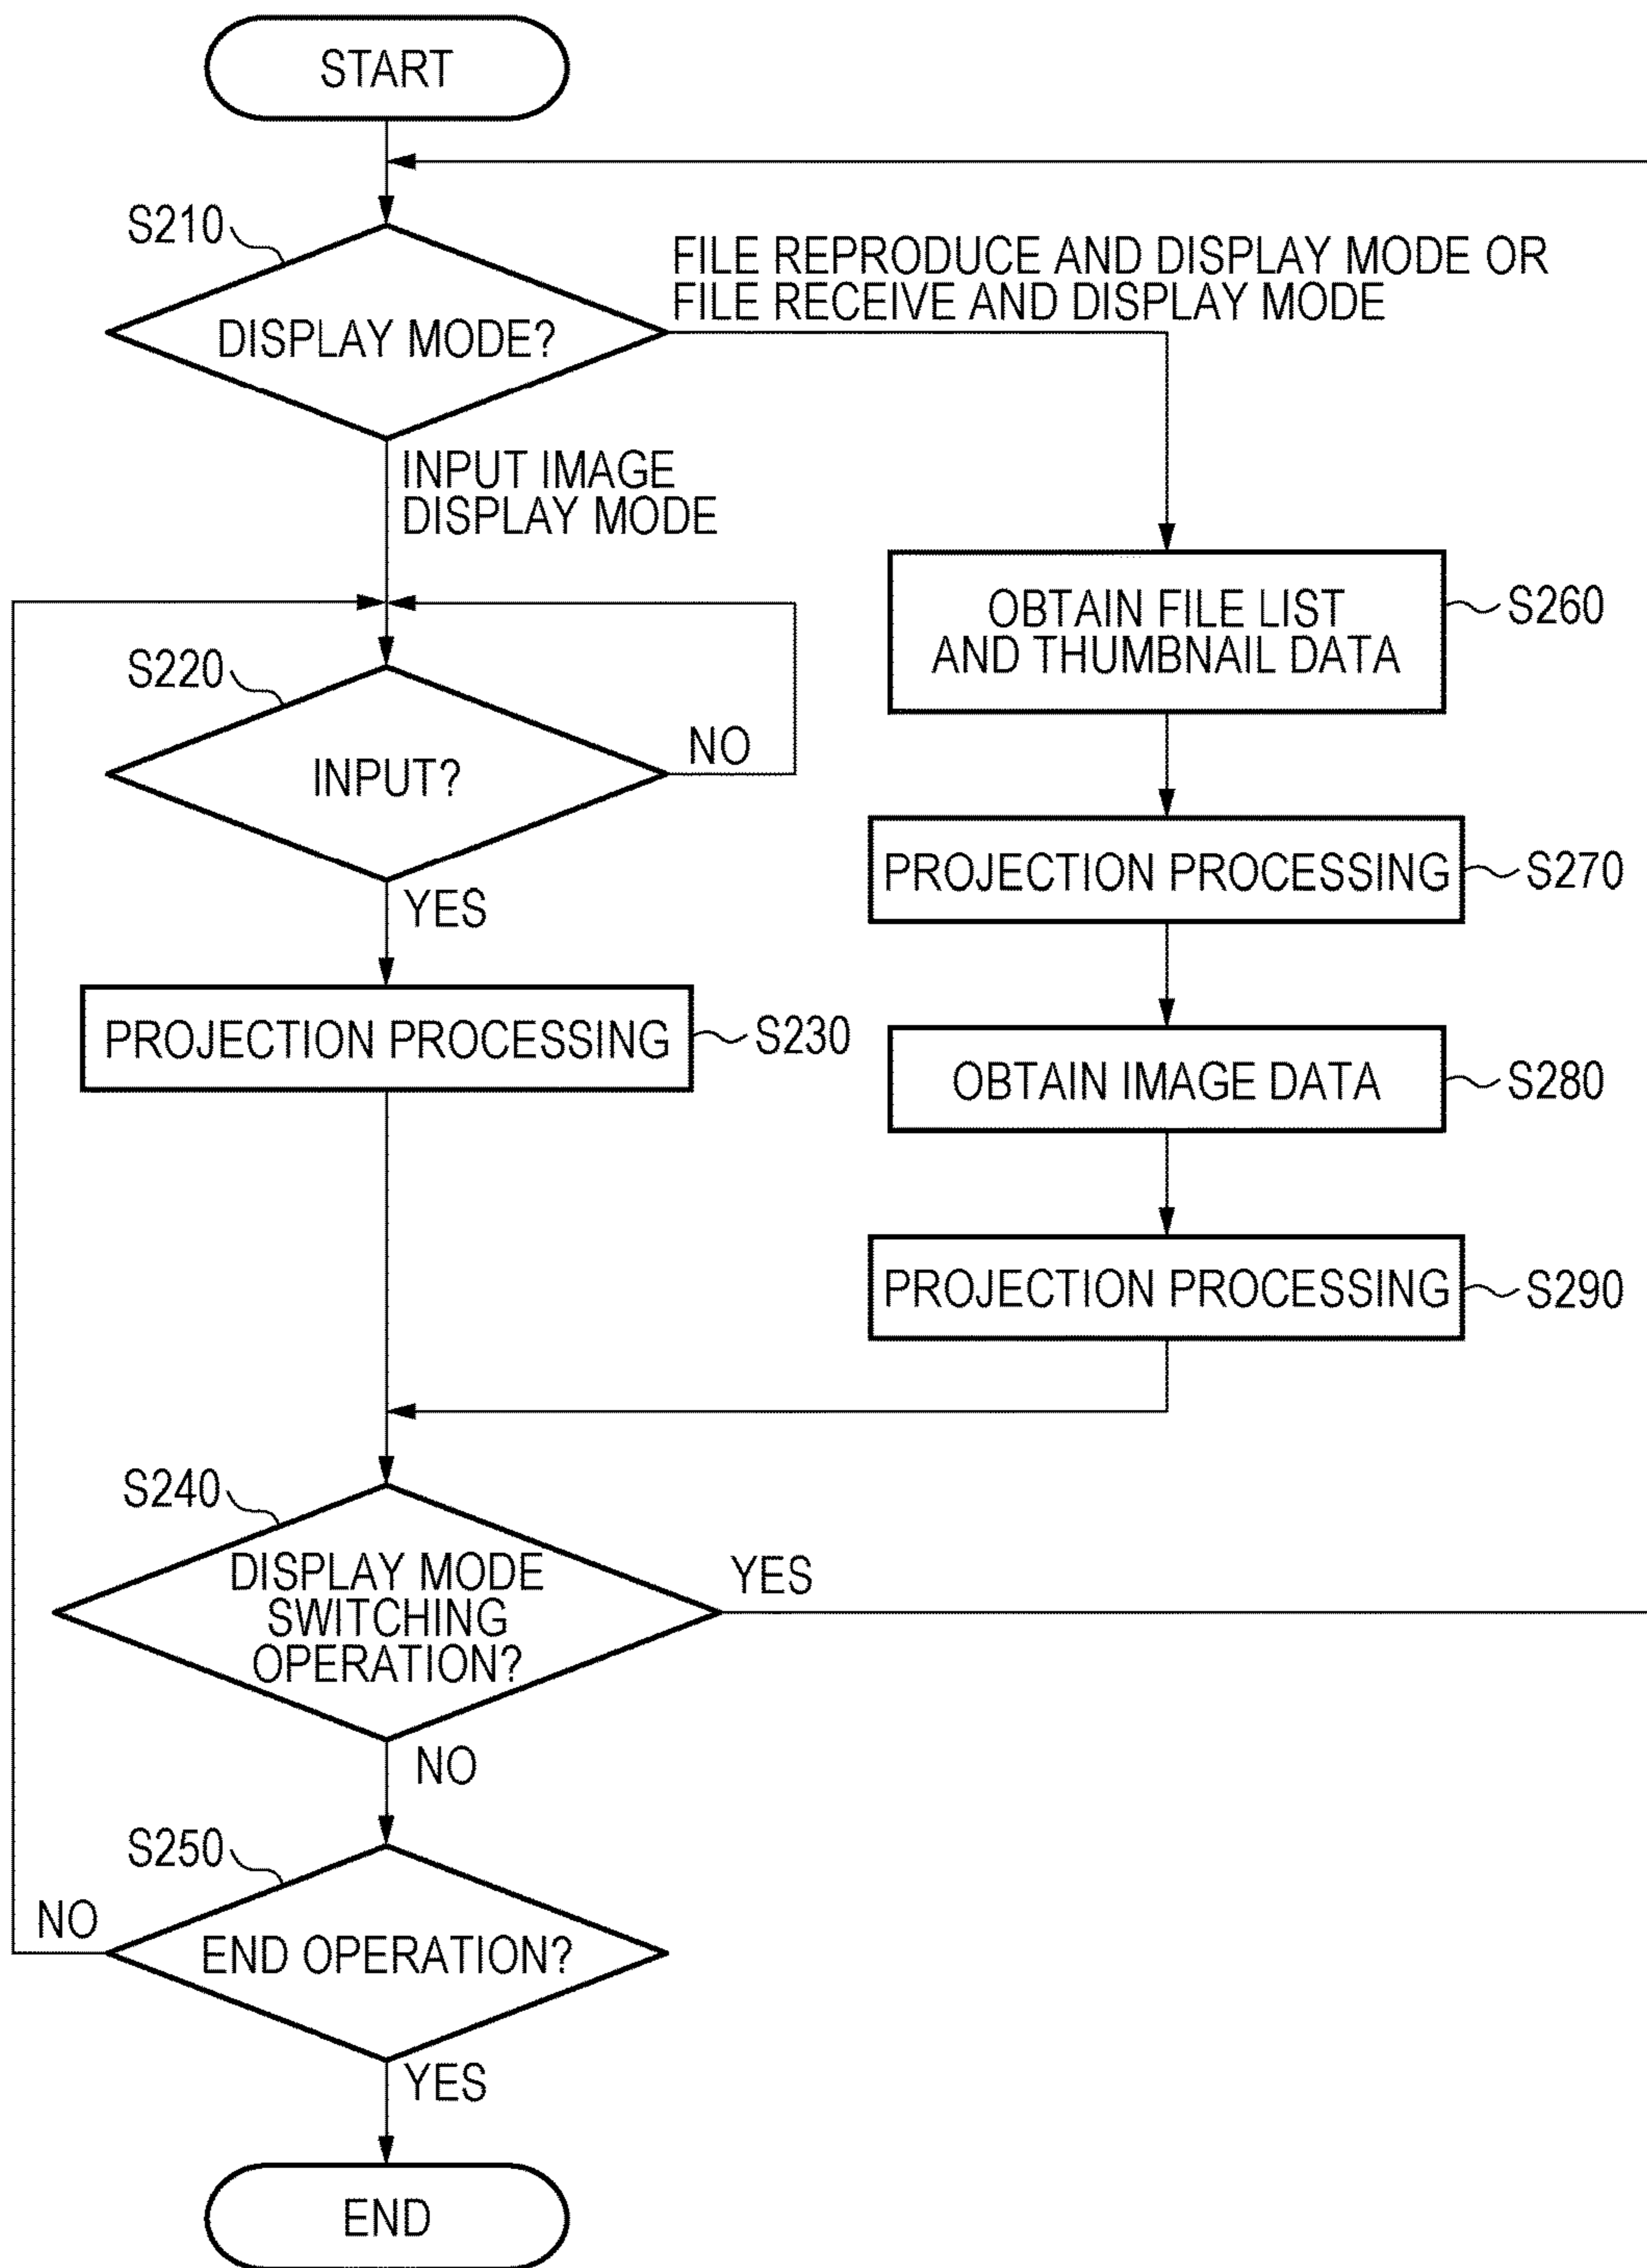 START
S210
DISPLAY MODE?
FILE REPRODUCE AND DISPLAY MODE OR
FILE RECEIVE AND DISPLAY MODE
INPUT IMAGE
DISPLAY MODE
S220
INPUT?
NO
YES
PROJECTION PROCESSING
S230
OBTAIN FILE LIST
AND THUMBNAIL DATA
S260
PROJECTION PROCESSING
S270
OBTAIN IMAGE DATA
S280
PROJECTION PROCESSING
S290
S240
DISPLAY MODE
SWITCHING
OPERATION?
YES
NO
S250
END OPERATION?
NO
YES
END